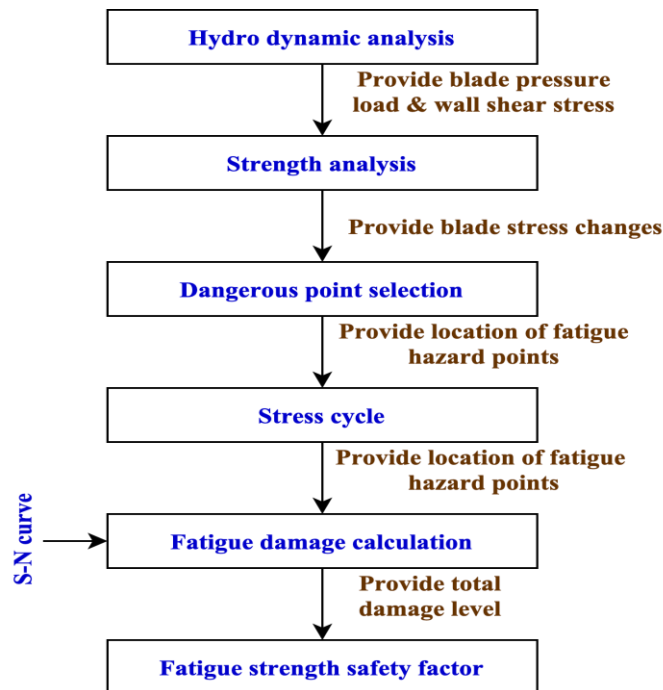 Hydro dynamic analysis
Provide blade pressure
load & wall shear stress
Strength analysis
Provide blade stress changes
Dangerous point selection
Provide location of fatigue
hazard points
Stress cycle
Provide location of fatigue
hazard points
S-N curve
Fatigue damage calculation
Provide total
damage level
Fatigue strength safety factor